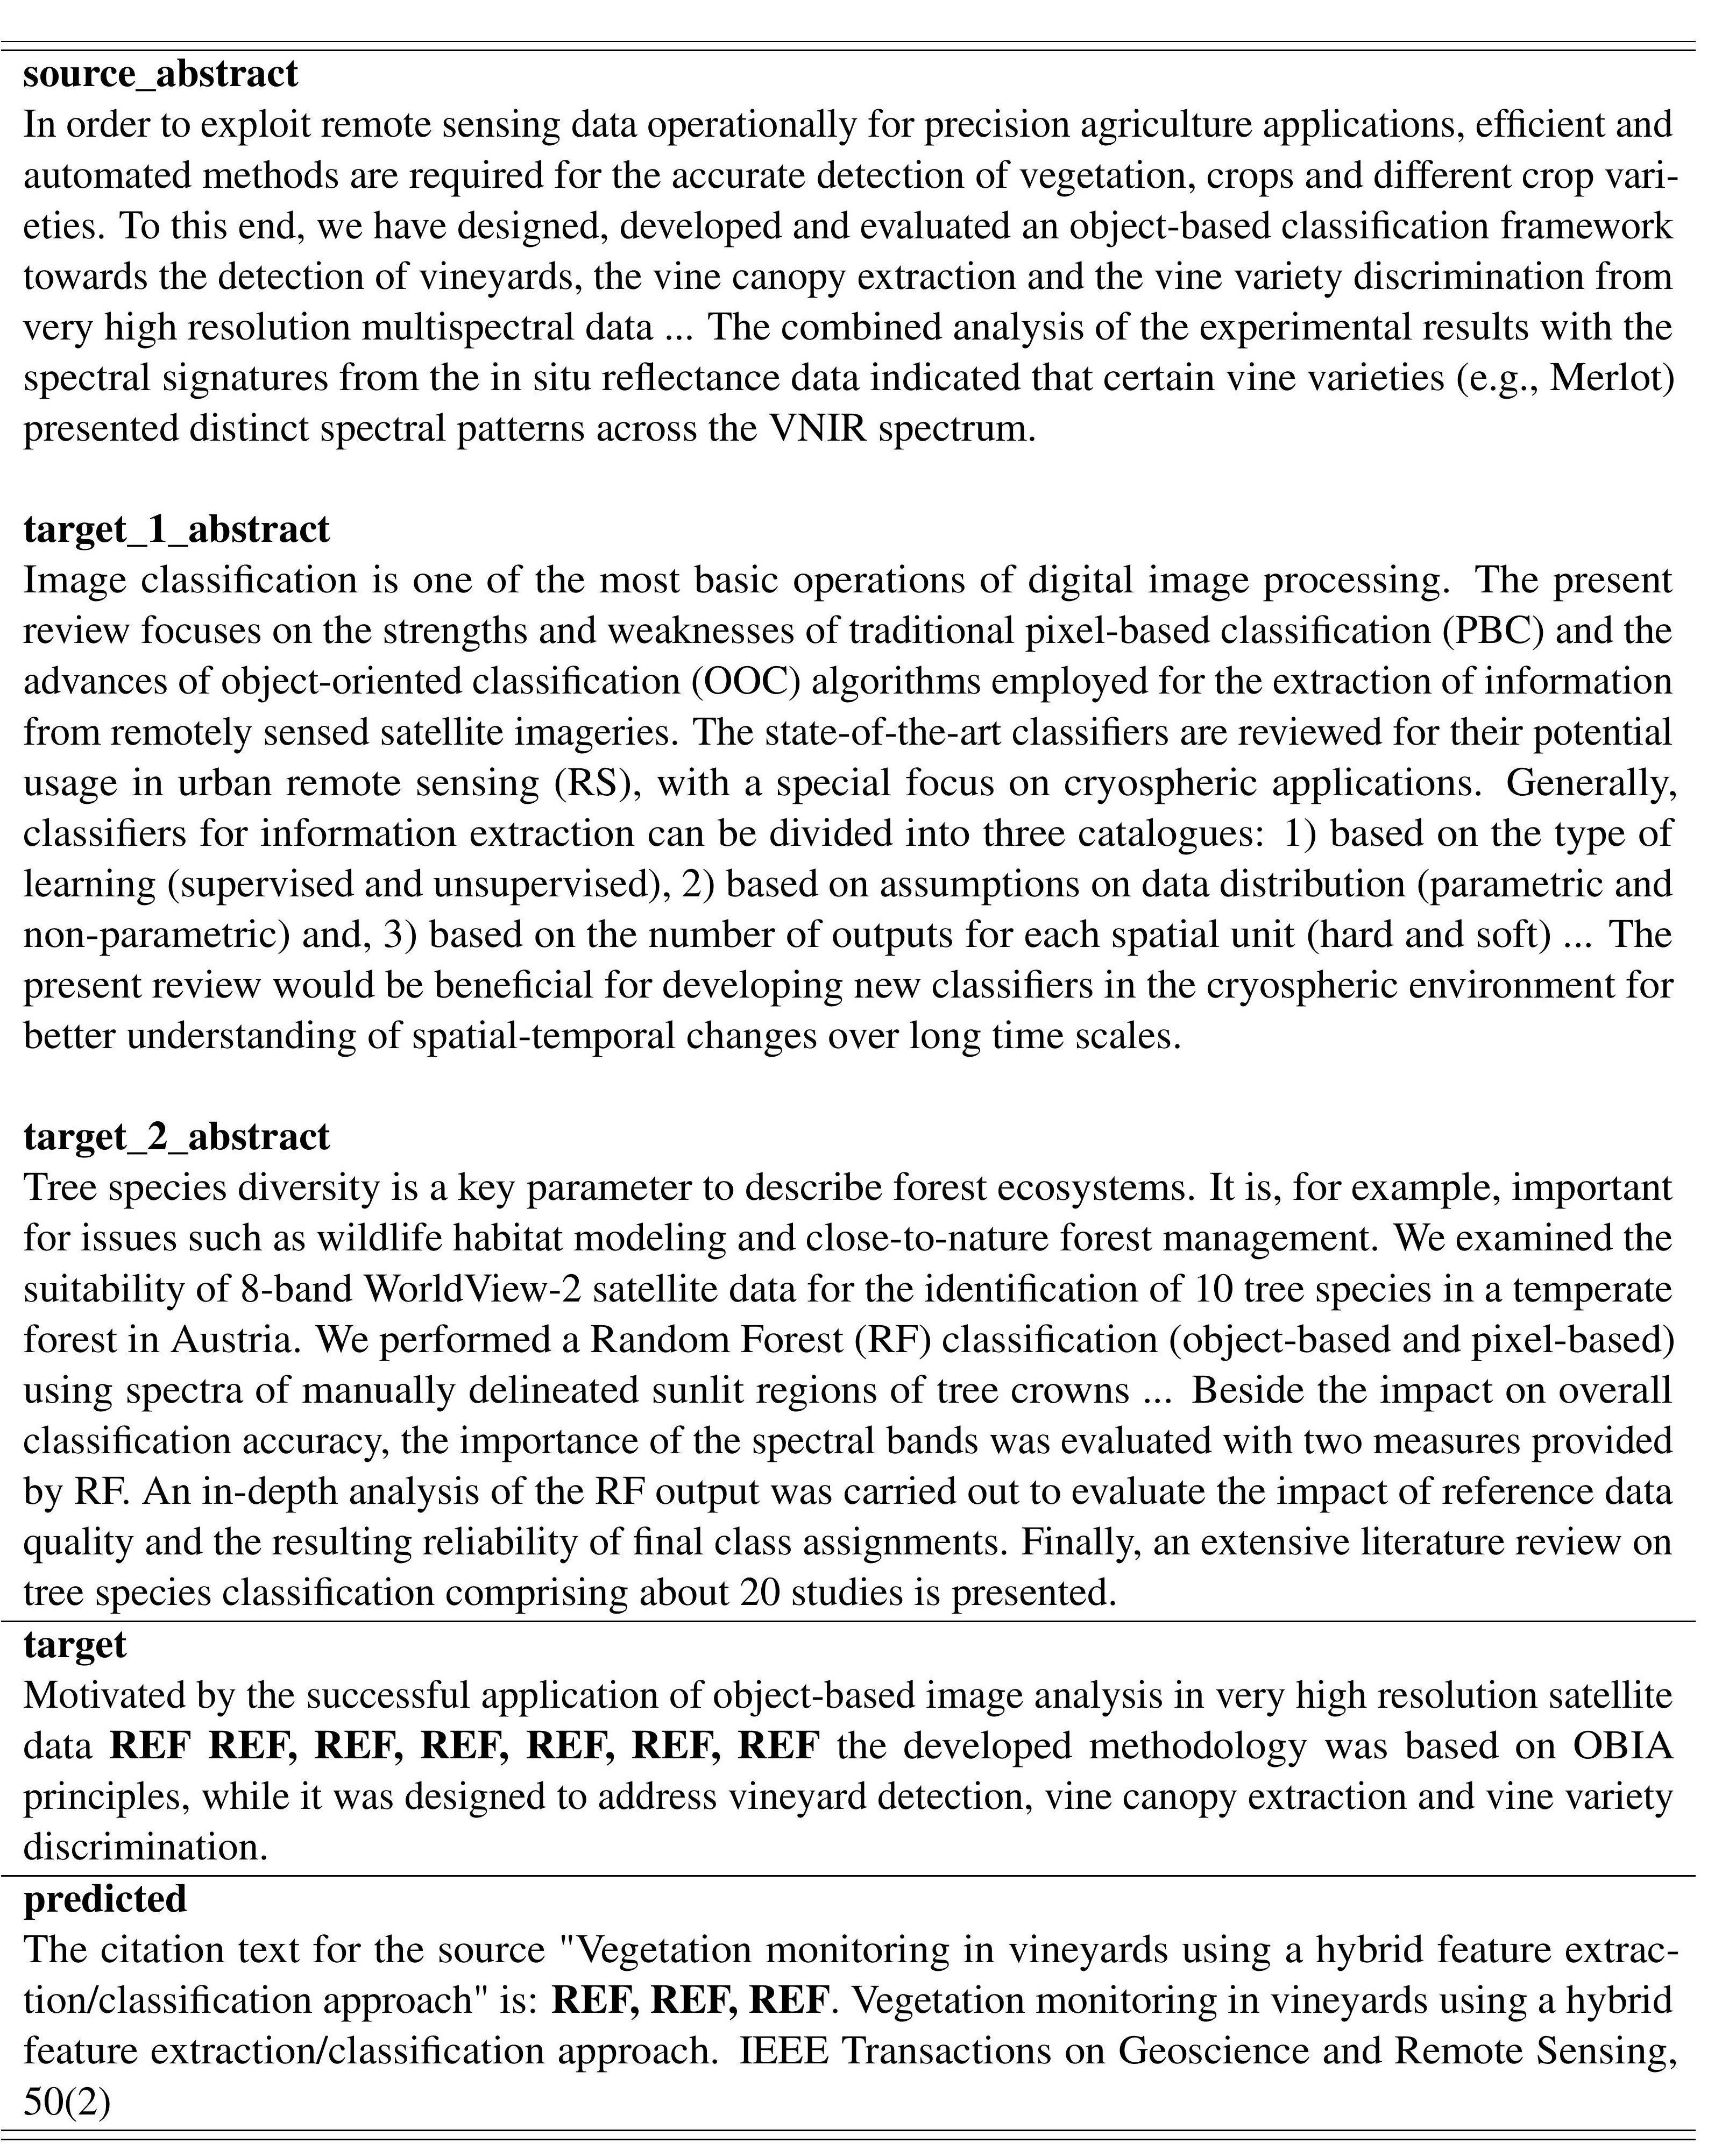 source_abstract
In order to exploit remote sensing data operationally for precision agriculture applications, efficient and
automated methods are required for the accurate detection of vegetation, crops and different crop vari-
eties. To this end, we have designed, developed and evaluated an object-based classification framework
towards the detection of vineyards, the vine canopy extraction and the vine variety discrimination from
very high resolution multispectral data ... The combined analysis of the experimental results with the
spectral signatures from the in situ reflectance data indicated that certain vine varieties (e.g., Merlot)
presented distinct spectral patterns across the VNIR spectrum.
target_1_abstract
Image classification is one of the most basic operations of digital image processing. The present
review focuses on the strengths and weaknesses of traditional pixel-based classification (PBC) and the
advances of object-oriented classification (OOC) algorithms employed for the extraction of information
from remotely sensed satellite imageries. The state-of-the-art classifiers are reviewed for their potential
usage in urban remote sensing (RS), with a special focus on cryospheric applications. Generally,
classifiers for information extraction can be divided into three catalogues: 1) based on the type of
learning (supervised and unsupervised), 2) based on assumptions on data distribution (parametric and
non-parametric) and, 3) based on the number of outputs for each spatial unit (hard and soft) ... The
present review would be beneficial for developing new classifiers in the cryospheric environment for
better understanding of spatial-temporal changes over long time scales.
target_2_abstract
Tree species diversity is a key parameter to describe forest ecosystems. It is, for example, important
for issues such as wildlife habitat modeling and close-to-nature forest management. We examined the
suitability of 8-band WorldView-2 satellite data for the identification of 10 tree species in a temperate
forest in Austria. We performed a Random Forest (RF) classification (object-based and pixel-based)
using spectra of manually delineated sunlit regions of tree crowns ... Beside the impact on overall
classification accuracy, the importance of the spectral bands was evaluated with two measures provided
by RF. An in-depth analysis of the RF output was carried out to evaluate the impact of reference data
quality and the resulting reliability of final class assignments. Finally, an extensive literature review on
tree species classification comprising about 20 studies is presented.
target
Motivated by the successful application of object-based image analysis in very high resolution satellite
data REF REF, REF, REF, REF, REF, REF the developed methodology was based on OBIA
principles, while it was designed to address vineyard detection, vine canopy extraction and vine variety
discrimination.
predicted
The citation text for the source "Vegetation monitoring in vineyards using a hybrid feature extrac-
tion/classification approach" is: REF, REF, REF. Vegetation monitoring in vineyards using a hybrid
feature extraction/classification approach. IEEE Transactions on Geoscience and Remote Sensing,
50(2)